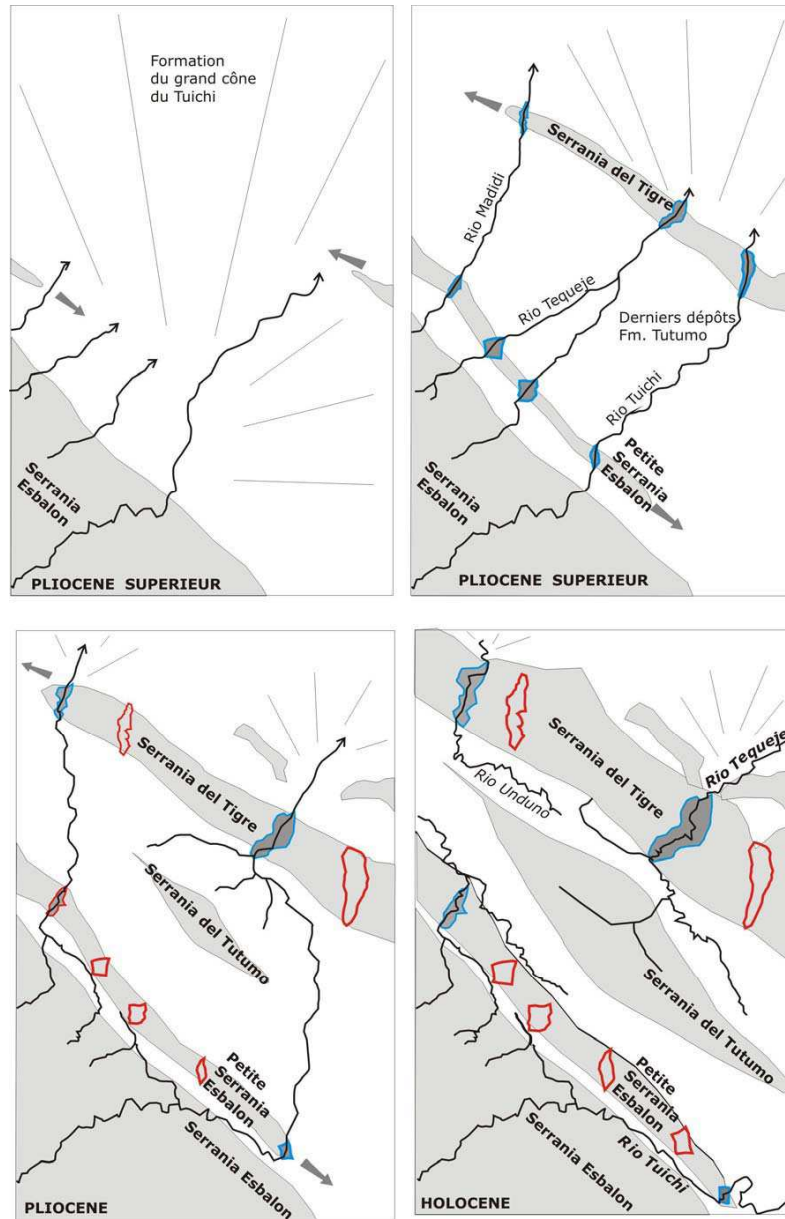 Formation
du grand cône
du Tuichi
Serrania
Esbalon
PLIOCENE SUPERIEUR
Serrania del Tigre
Rio Madidi
Rio Tequeje
Derniers dépôts
Fm. Tutumo
Rio Tuichi
Petite
Serrania
Esbalon
Serrania
Esbalon
PLIOCENE SUPERIEUR
Serrania del Tigre
Serrania del Tutumo
Petite
Serrania
Esbalon
Serrania Esbalon
PLIOCENE
Serrania del Tigre
Rio Tequeje
Rio Unduno
Serrania del Tutumo
Petite
Serrania
Esbalon
Rio Tuichi
Serrania Esbalon
HOLOCENE